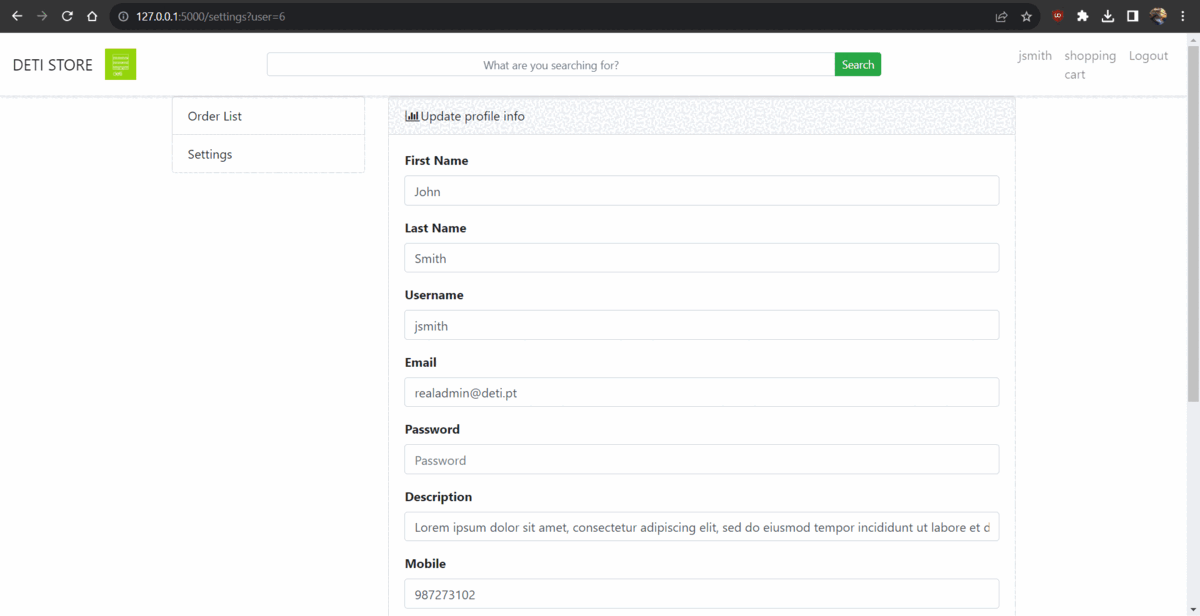 127.0.0.1:5000/settings?user=6
DETI STORE
What are you searching for?
Search
jsmith
shopping cart
Logout
Order List
Settings
Update profile info
First Name
John
Last Name
Smith
Username
jsmith
Email
realadmin@deti.pt
Password
Password
Description
Lorem ipsum dolor sit amet, consectetur adipiscing elit, sed do eiusmod tempor incididunt ut labore et d
Mobile
987273102